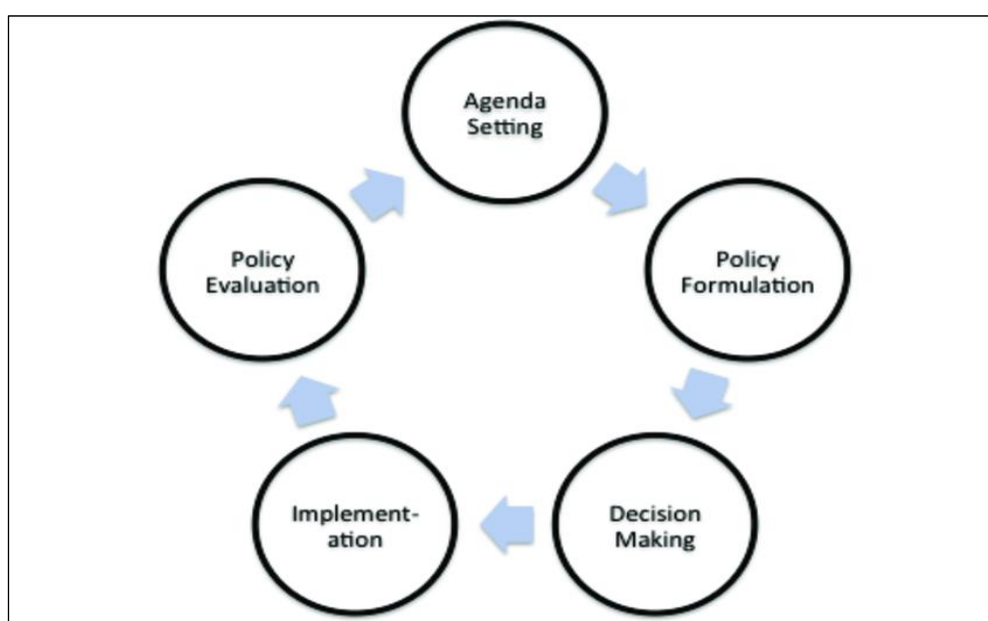 Agenda
Setting
Policy
Evaluation
Policy
Formulation
Implement-
ation
Decision
Making